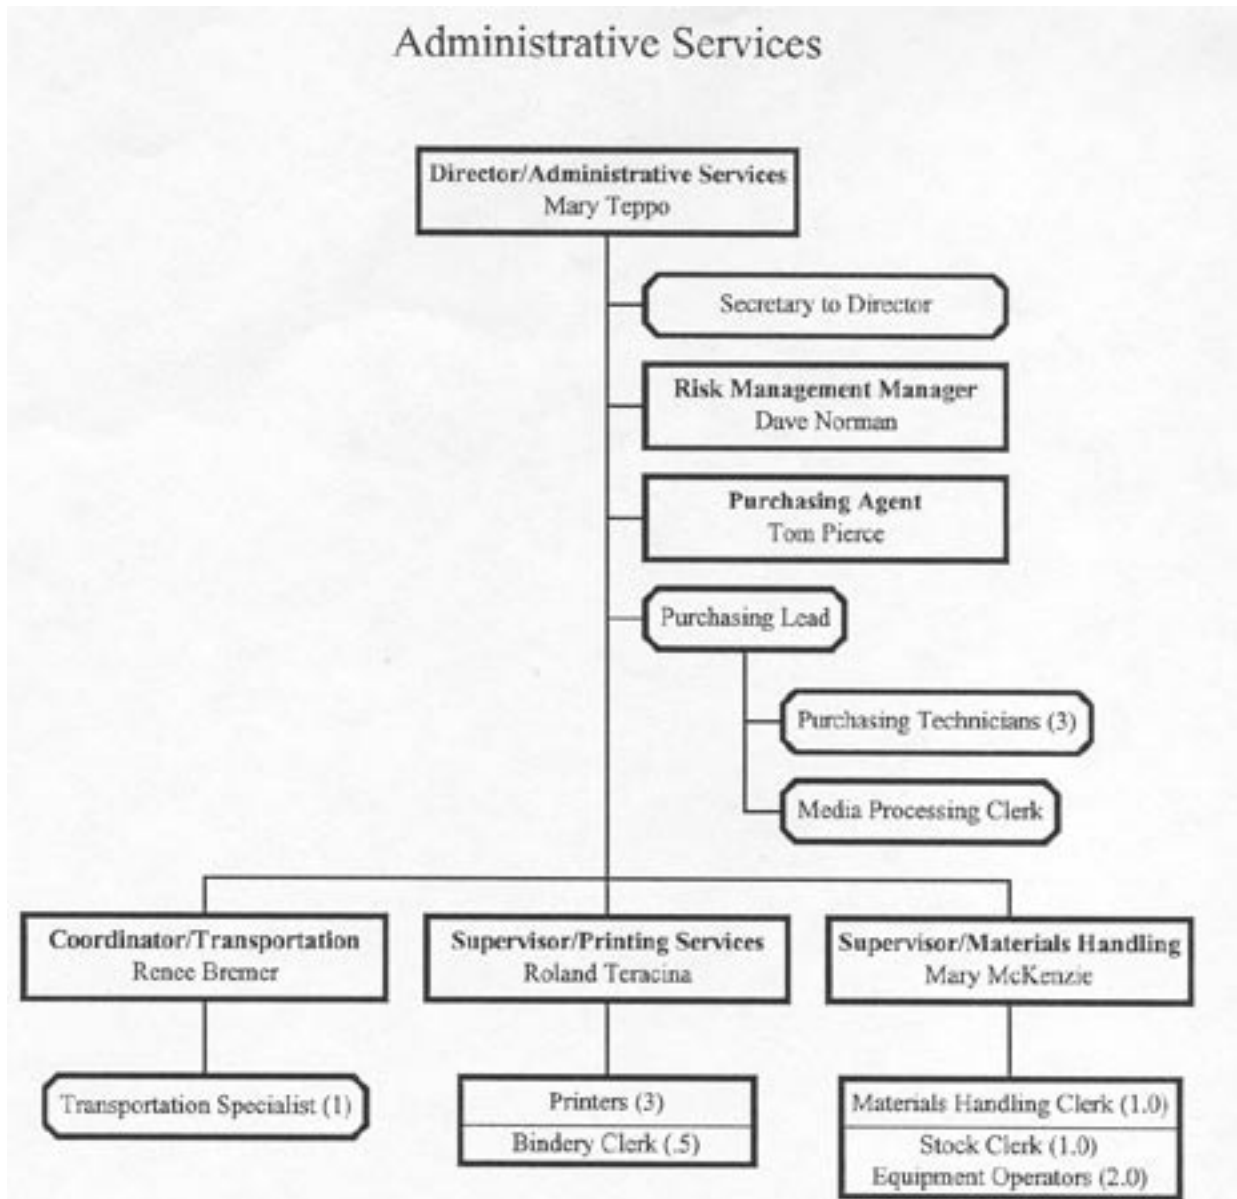 Administrative Services
Director/Administrative Services
Mary Teppo
Secretary to Director
Risk Management Manager
Dave Norman
Purchasing Agent
Tom Pierce
Purchasing Lead
Purchasing Technicians (3)
Media Processing Clerk
Coordinator/Transportation
Renee Bremer
Supervisor/Printing Services
Roland Teracina
Supervisor/Materials Handling
Mary McKenzie
Transportation Specialist (1)
Printers (3)
Bindery Clerk (.5)
Materials Handling Clerk (1.0)
Stock Clerk (1.0)
Equipment Operators (2.0)